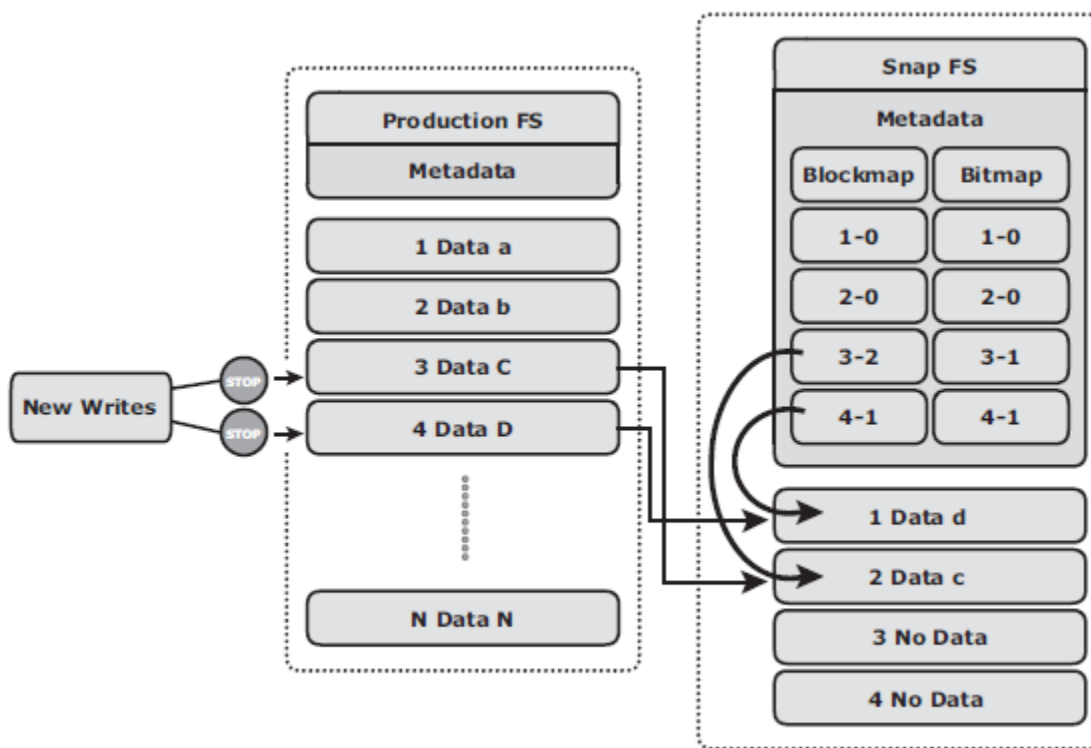 New Writes
STOP
STOP
Production FS
Metadata
1 Data a
2 Data b
3 Data C
4 Data D
N Data N
Snap FS
Metadata
Blockmap Bitmap
1-0 1-0
2-0 2-0
3-2 3-1
4-1 4-1
1 Data d
2 Data c
3 No Data
4 No Data